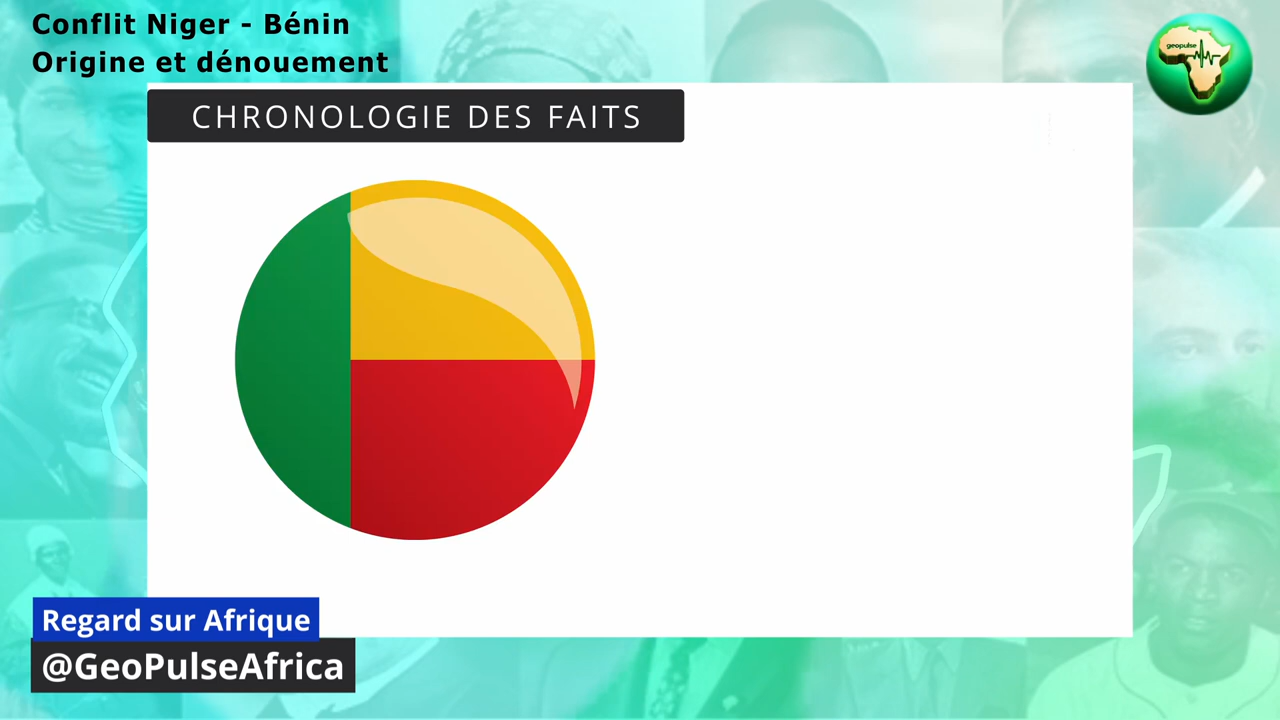 Conflit Niger - Bénin
Origine et dénouement
geopulse
CHRONOLOGIE DES FAITS
Regard sur Afrique
@GeoPulseAfrica